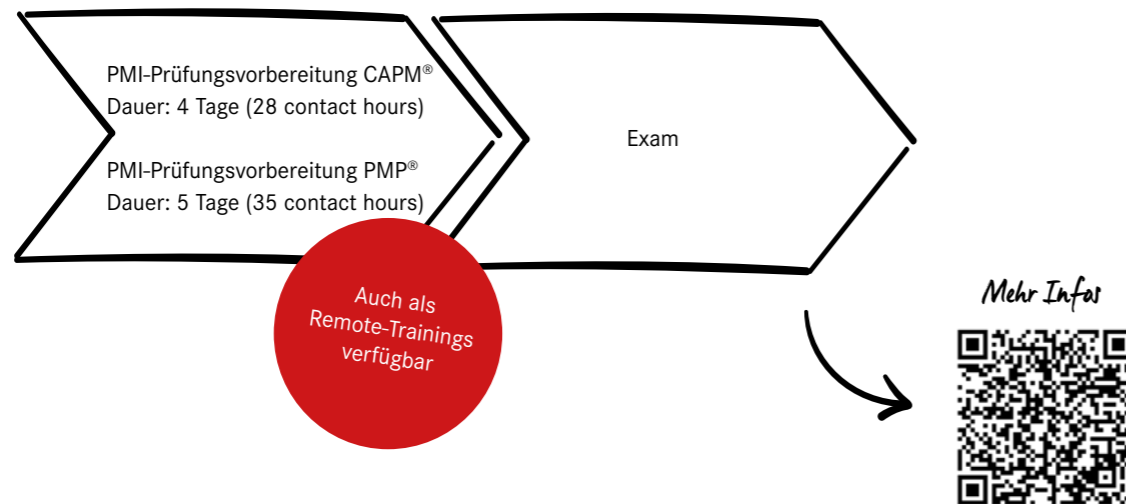 PMI-Prüfungsvorbereitung CAPM®
Dauer: 4 Tage (28 contact hours)
PMI-Prüfungsvorbereitung PMP®
Dauer: 5 Tage (35 contact hours)
Exam
Auch als
Remote-Trainings
verfügbar
Mehr Infos